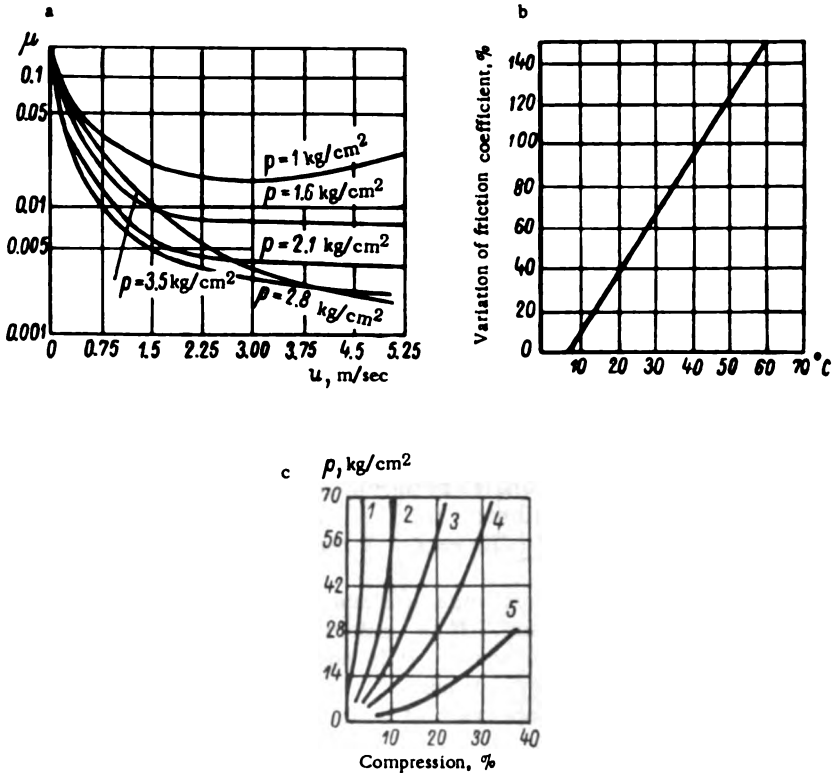 a
μ
0.1
0.05
0.01
0.005
0.001
p = 1 kg/cm²
p = 1.6 kg/cm²
p = 2.1 kg/cm²
p = 3.5 kg/cm²
p = 2.8 kg/cm²
0 0.75 1.5 2.25 3.00 3.75 4.5 5.25
u, m/sec
b
Variation of friction coefficient, %
140
120
100
80
60
40
20
0
10 20 30 40 50 60 70 °C
c
p, kg/cm²
70
56
42
28
14
0
1 2 3 4
5
10 20 30 40
Compression, %